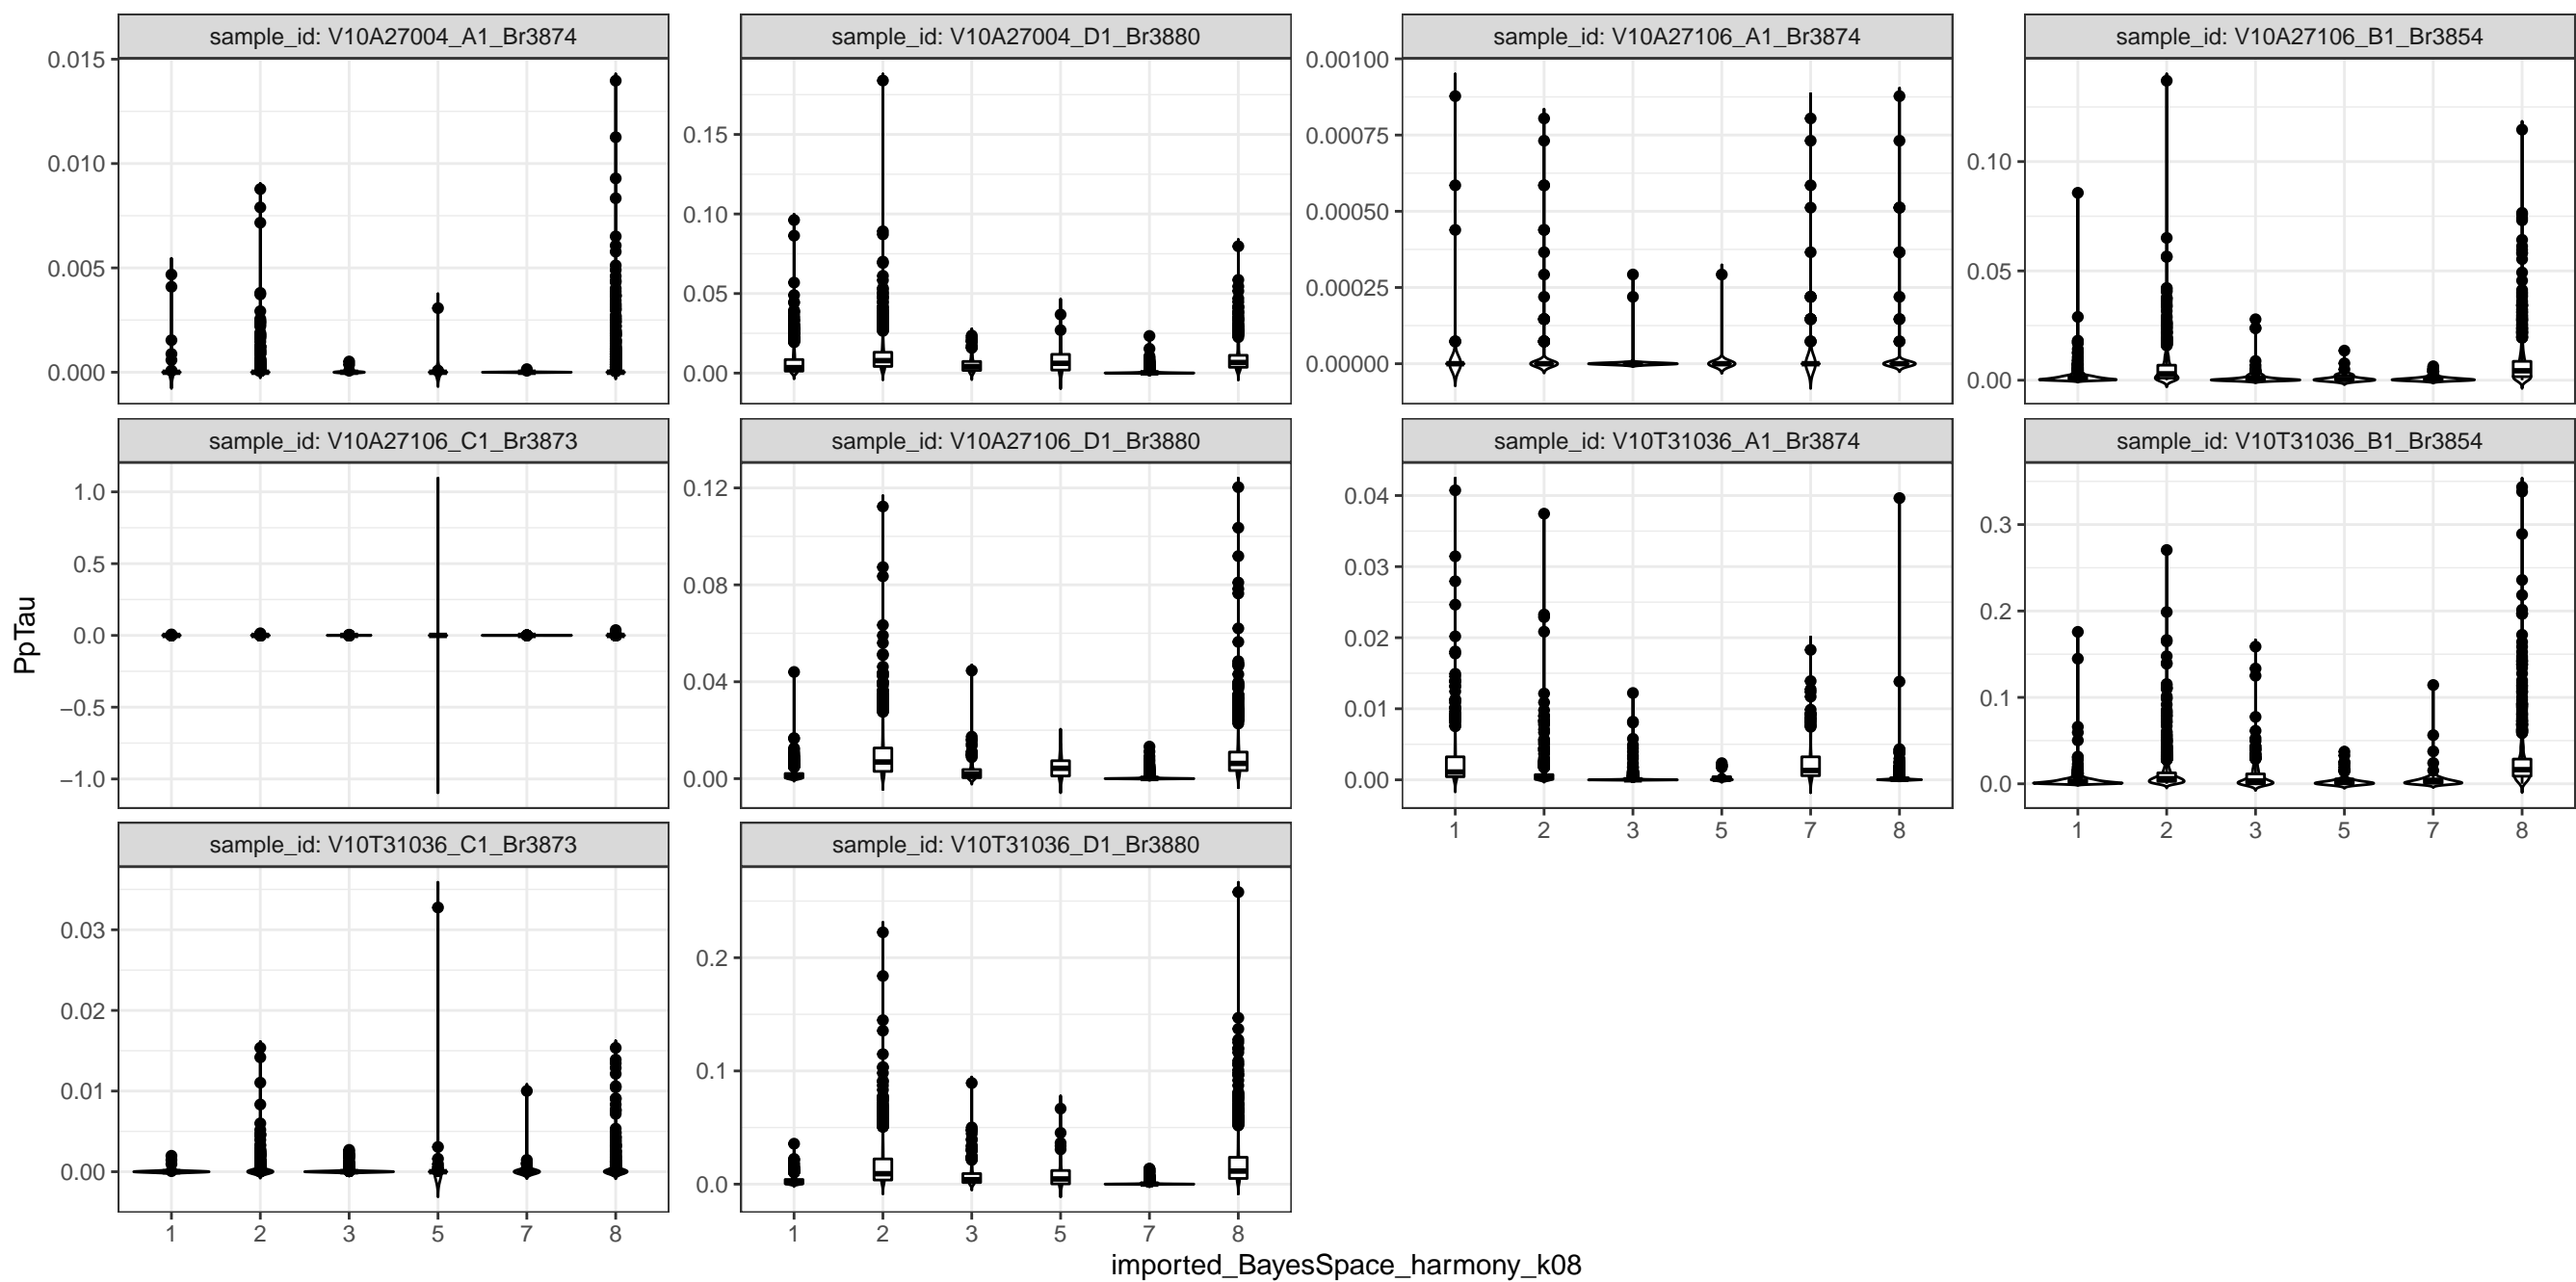 sample_id: V10A27004_A1_Br3874
0.015
0.010
0.005
0.000
sample_id: V10A27004_D1_Br3880
0.15
0.10
0.05
0.00
sample_id: V10A27106_A1_Br3874
0.00100
0.00075
0.00050
0.00025
0.00000
sample_id: V10A27106_B1_Br3854
0.10
0.05
0.00
sample_id: V10A27106_C1_Br3873
1.0
0.5
0.0
−0.5
−1.0
sample_id: V10A27106_D1_Br3880
0.12
0.08
0.04
0.00
sample_id: V10T31036_A1_Br3874
0.04
0.03
0.02
0.01
0.00
1 2 3 5 7 8
sample_id: V10T31036_B1_Br3854
0.3
0.2
0.1
0.0
1 2 3 5 7 8
sample_id: V10T31036_C1_Br3873
0.03
0.02
0.01
0.00
1 2 3 5 7 8
sample_id: V10T31036_D1_Br3880
0.2
0.1
0.0
1 2 3 5 7 8
PpTau
imported_BayesSpace_harmony_k08